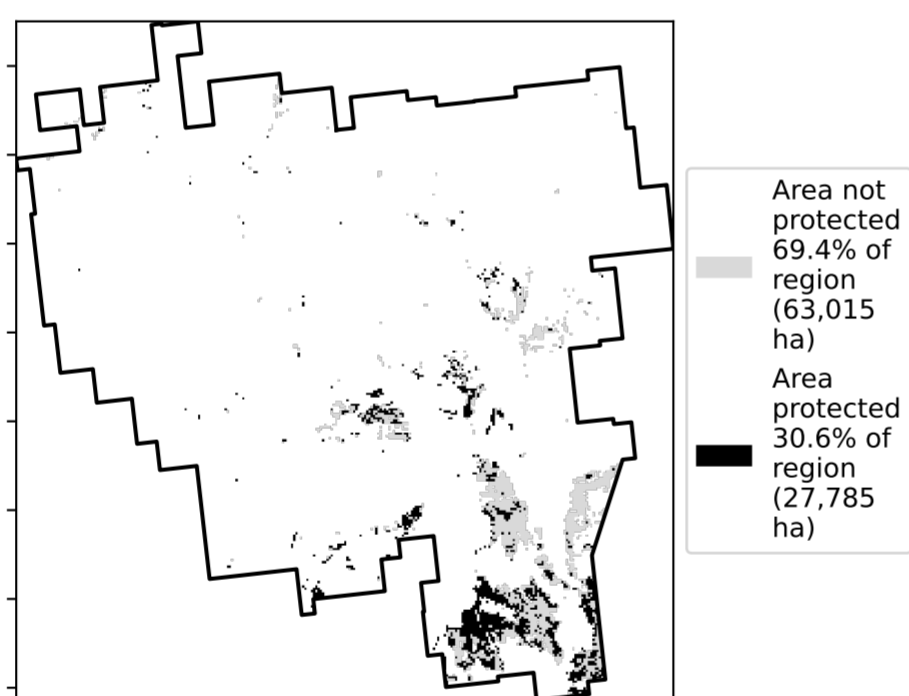 Area not
protected
69.4% of
region
(63,015
ha)
Area
protected
30.6% of
region
(27,785
ha)